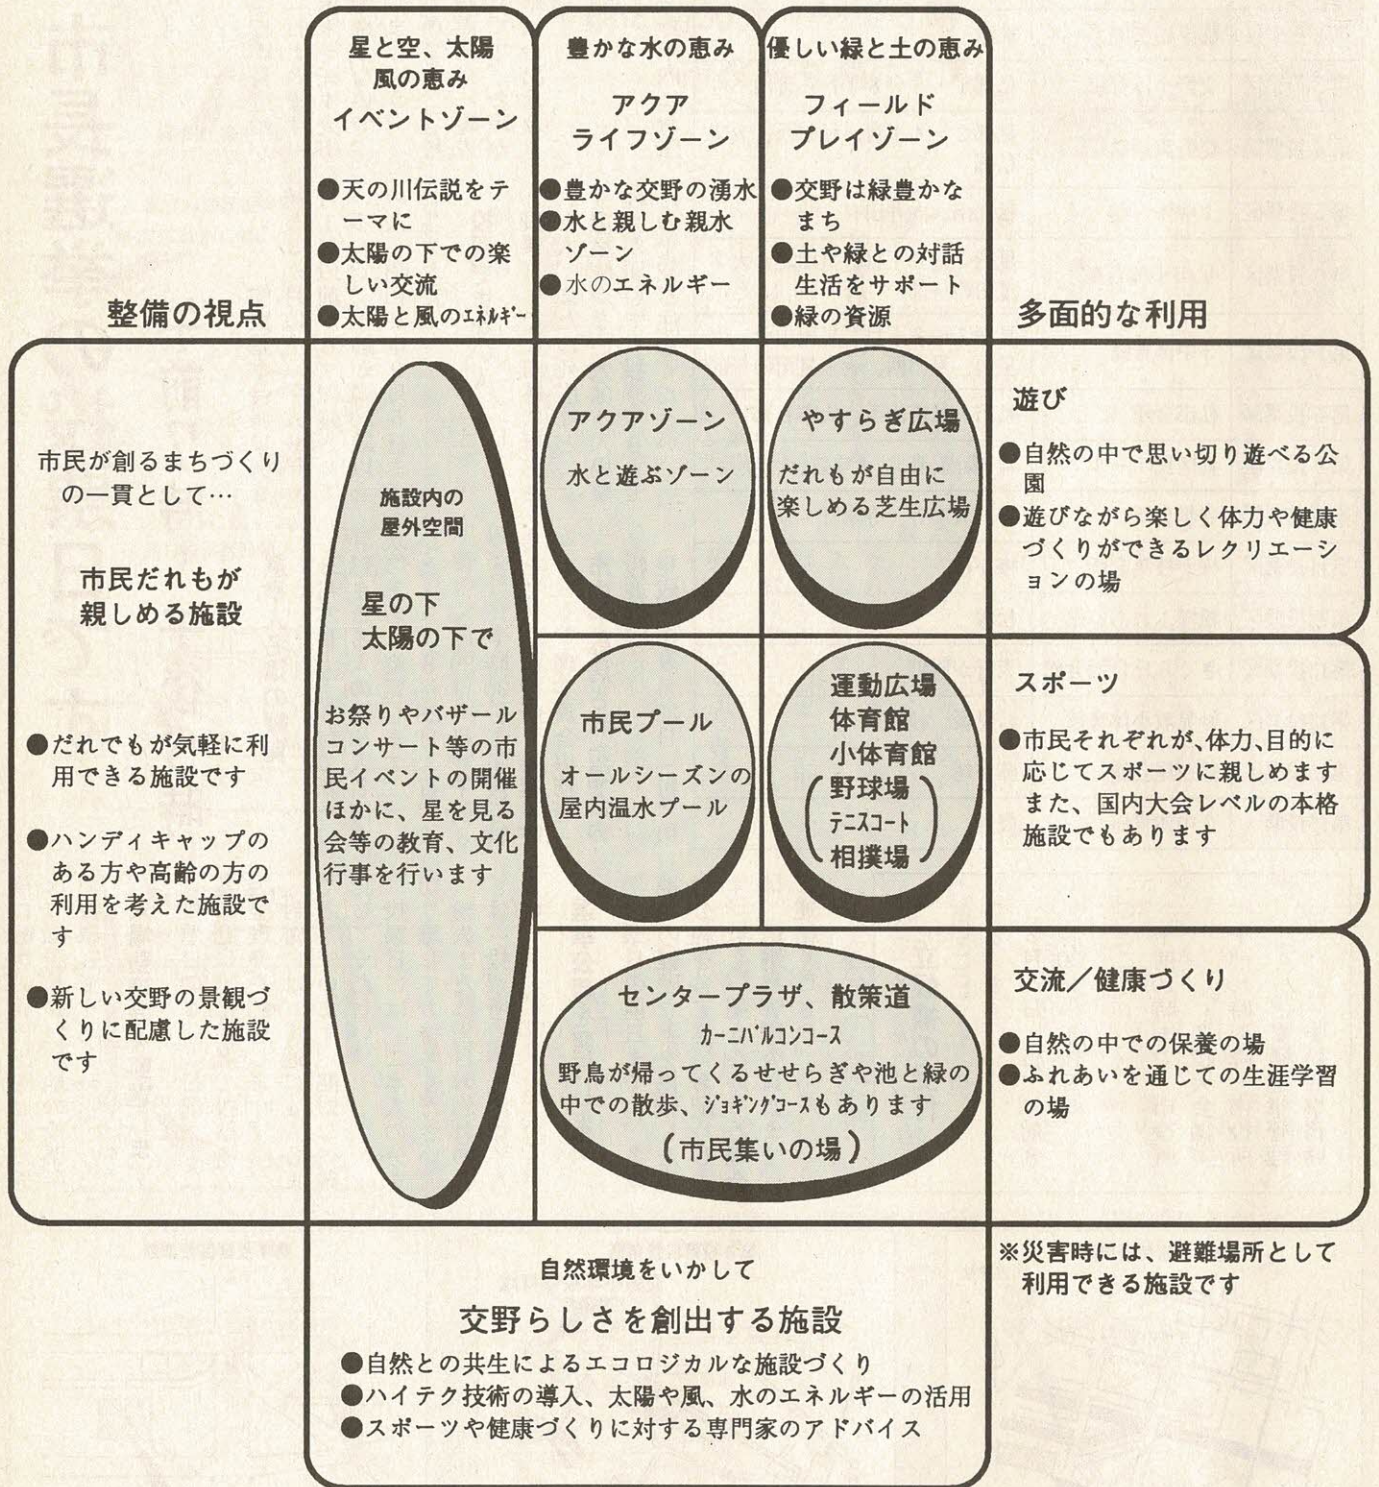 星と空、太陽
風の恵み
イベントゾーン
●天の川伝説をテ
ーマに
●太陽の下での楽
しい交流
●太陽と風のエネルギー
豊かな水の恵み
アクア
ライフゾーン
●豊かな交野の湧水
●水と親しむ親水
ゾーン
●水のエネルギー
優しい緑と土の恵み
フィールド
プレイゾーン
●交野は緑豊かな
まち
●土や緑との対話
生活をサポート
●緑の資源
整備の視点
多面的な利用
市民が創るまちづくり
の一貫として…
市民だれもが
親しめる施設
●だれでもが気軽に利
用できる施設です
●ハンディキャップの
ある方や高齢の方の
利用を考えた施設で
す
●新しい交野の景観づ
くりに配慮した施設
です
施設内の
屋外空間
星の下
太陽の下で
お祭りやバザール
コンサート等の市
民イベントの開催
ほかに、星を見る
会等の教育、文化
行事を行います
アクアゾーン
水と遊ぶゾーン
やすらぎ広場
だれもが自由に
楽しめる芝生広場
遊び
●自然の中で思い切り遊べる公
園
●遊びながら楽しく体力や健康
づくりができるレクリエーシ
ョンの場
市民プール
オールシーズンの
屋内温水プール
運動広場
体育館
小体育館
(野球場
テニスコート
相撲場)
スポーツ
●市民それぞれが、体力、目的に
応じてスポーツに親しめます
また、国内大会レベルの本格
施設でもあります
センタープラザ、散策道
カーニバルコンコース
野鳥が帰ってくるせせらぎや池と緑の
中での散歩、ジョギングコースもあります
(市民集いの場)
交流／健康づくり
●自然の中での保養の場
●ふれあいを通じての生涯学習
の場
自然環境をいかして
交野らしさを創出する施設
●自然との共生によるエコロジカルな施設づくり
●ハイテク技術の導入、太陽や風、水のエネルギーの活用
●スポーツや健康づくりに対する専門家のアドバイス
※災害時には、避難場所として
利用できる施設です